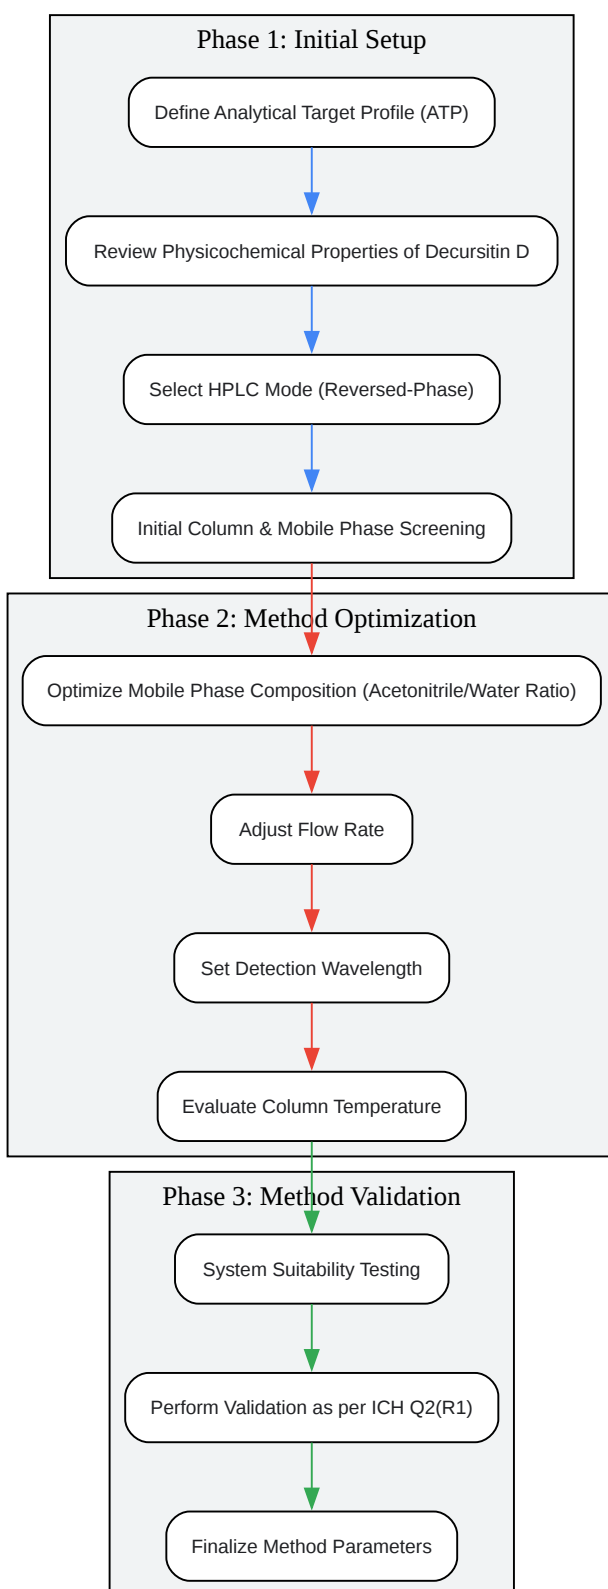 Phase 1: Initial Setup
Define Analytical Target Profile (ATP)
Review Physicochemical Properties of Decursitin D
Select HPLC Mode (Reversed-Phase)
Initial Column & Mobile Phase Screening
Phase 2: Method Optimization
Optimize Mobile Phase Composition (Acetonitrile/Water Ratio)
Adjust Flow Rate
Set Detection Wavelength
Evaluate Column Temperature
Phase 3: Method Validation
System Suitability Testing
Perform Validation as per ICH Q2(R1)
Finalize Method Parameters